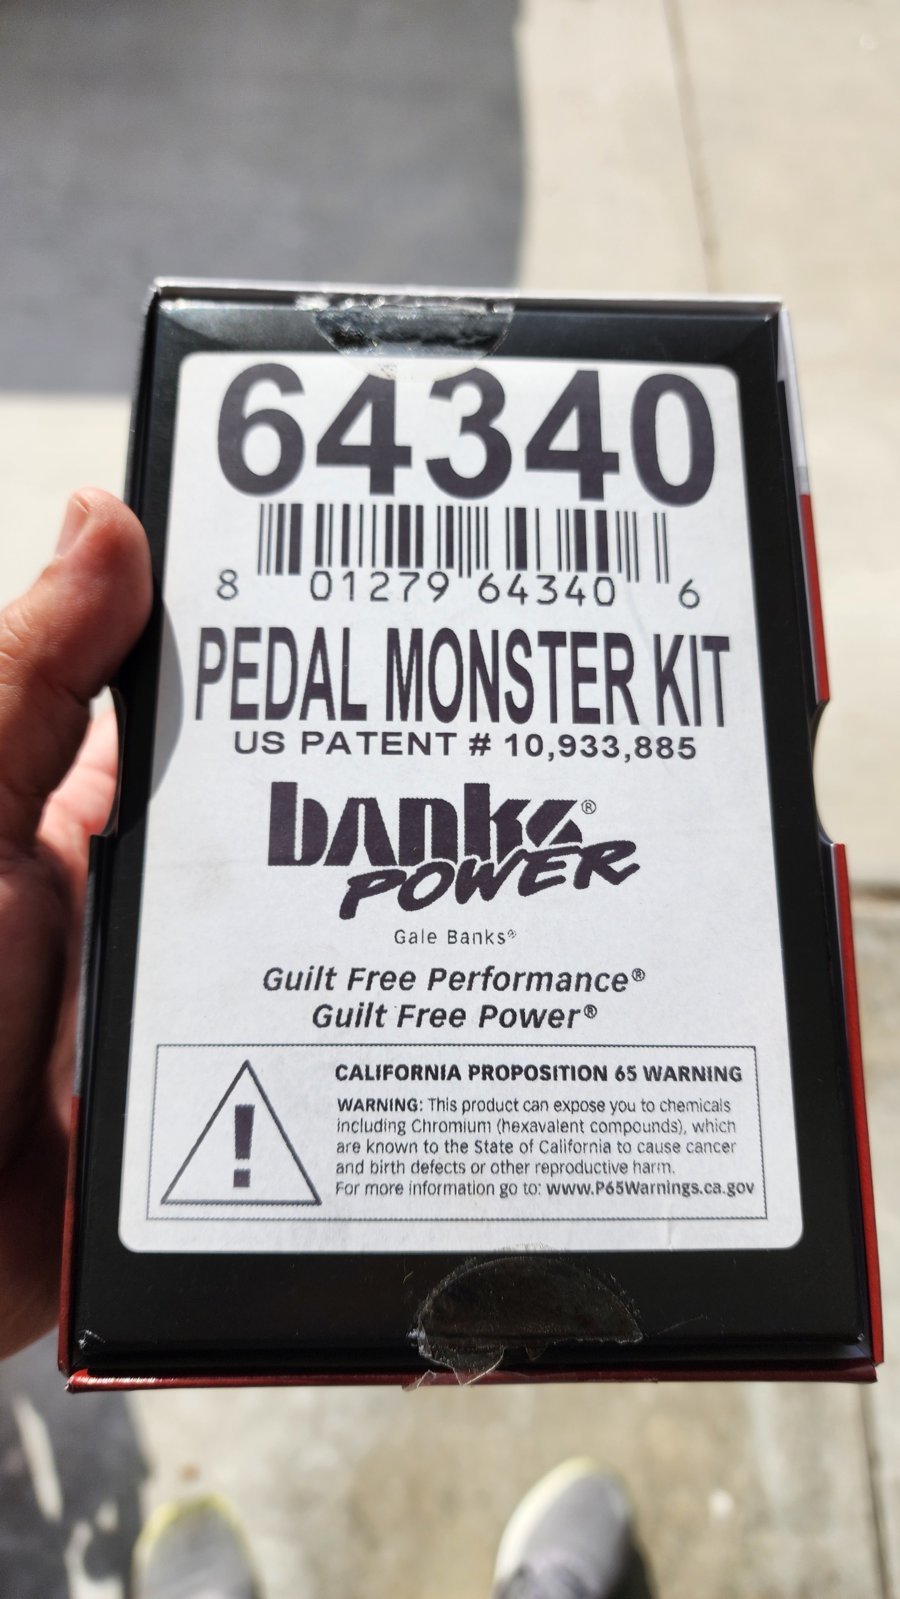 64340
8 01279 64340 6
PEDAL MONSTER KIT
US PATENT # 10,933,885
banks®
POWER
Gale Banks®
Guilt Free Performance®
Guilt Free Power®
CALIFORNIA PROPOSITION 65 WARNING
WARNING: This product can expose you to chemicals
including Chromium (hexavalent compounds), which
are known to the State of California to cause cancer
and birth defects or other reproductive harm.
For more information go to: www.P65Warnings.ca.gov